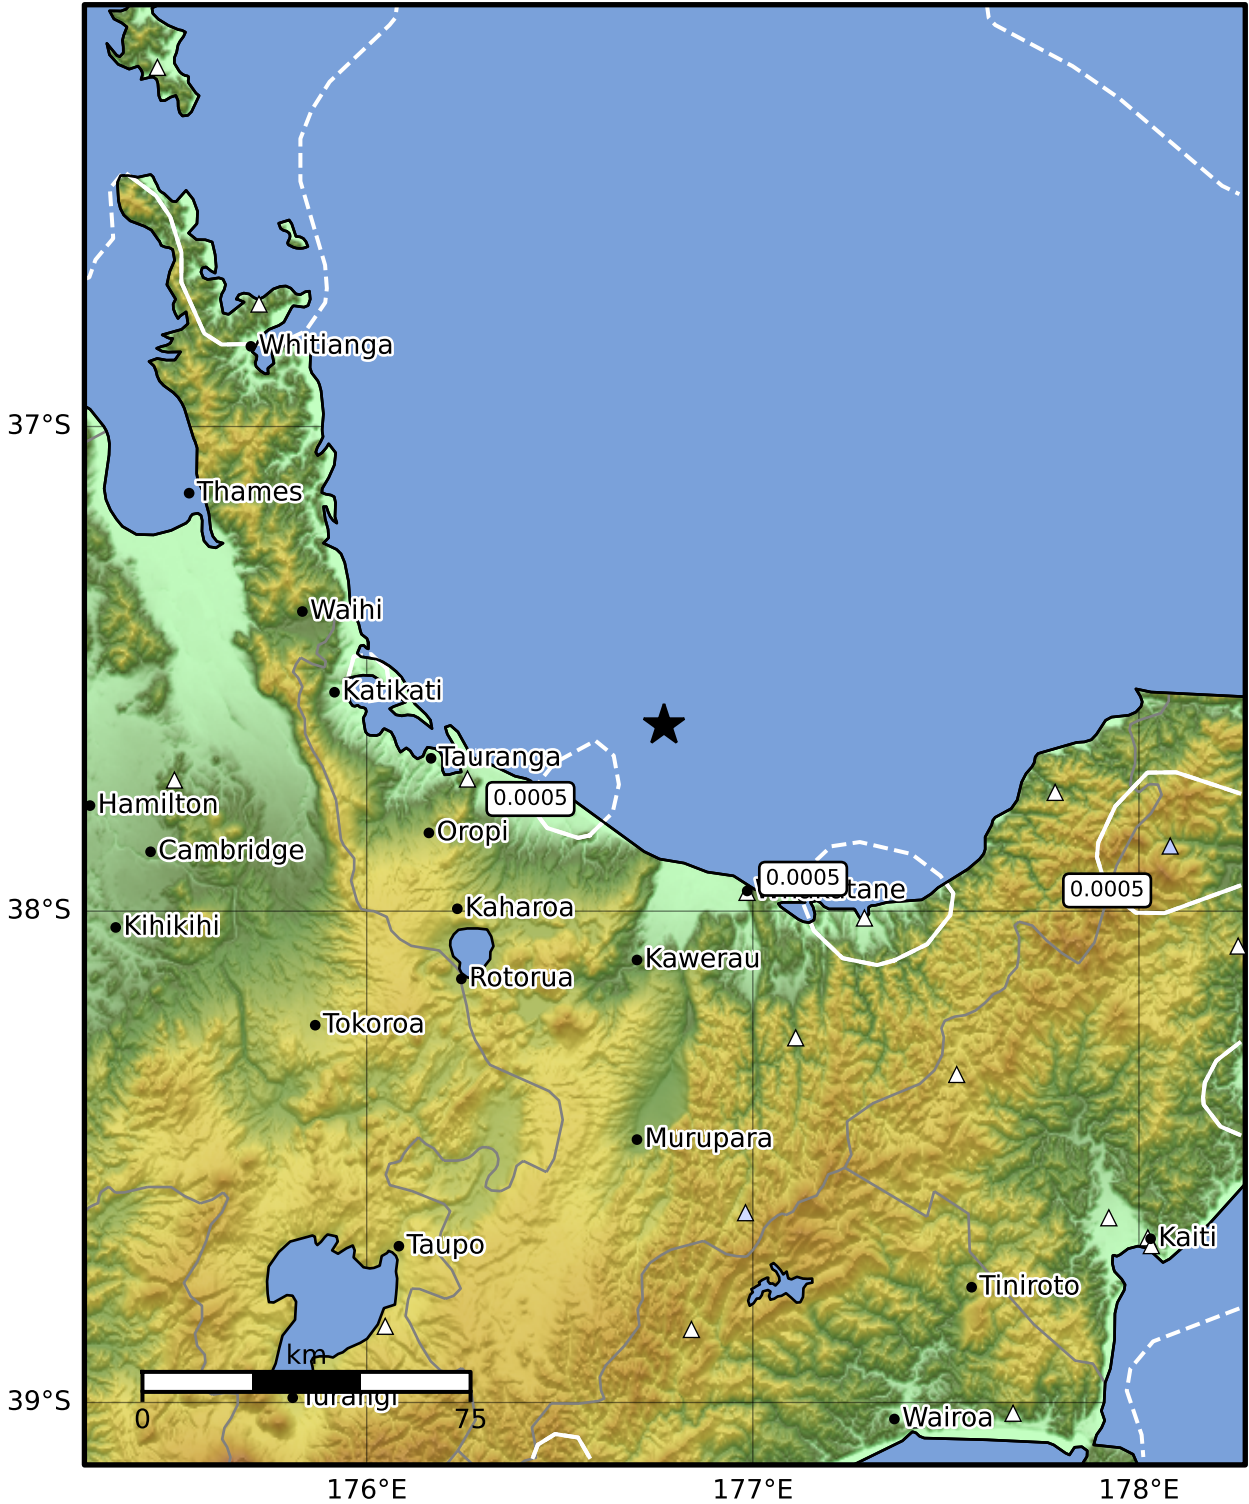 Whitianga
37°S
Thames
Waihi
Katikati
Tauranga
0.0005
Hamilton
Oropi
Cambridge
0.0005
0.0005
38°S
Kaharoa
Kihikihi
Kawerau
Rotorua
Tokoroa
Murupara
Kaiti
Taupo
Tiniroto
km
Turangi
39°S
0
75
Wairoa
176°E
177°E
178°E